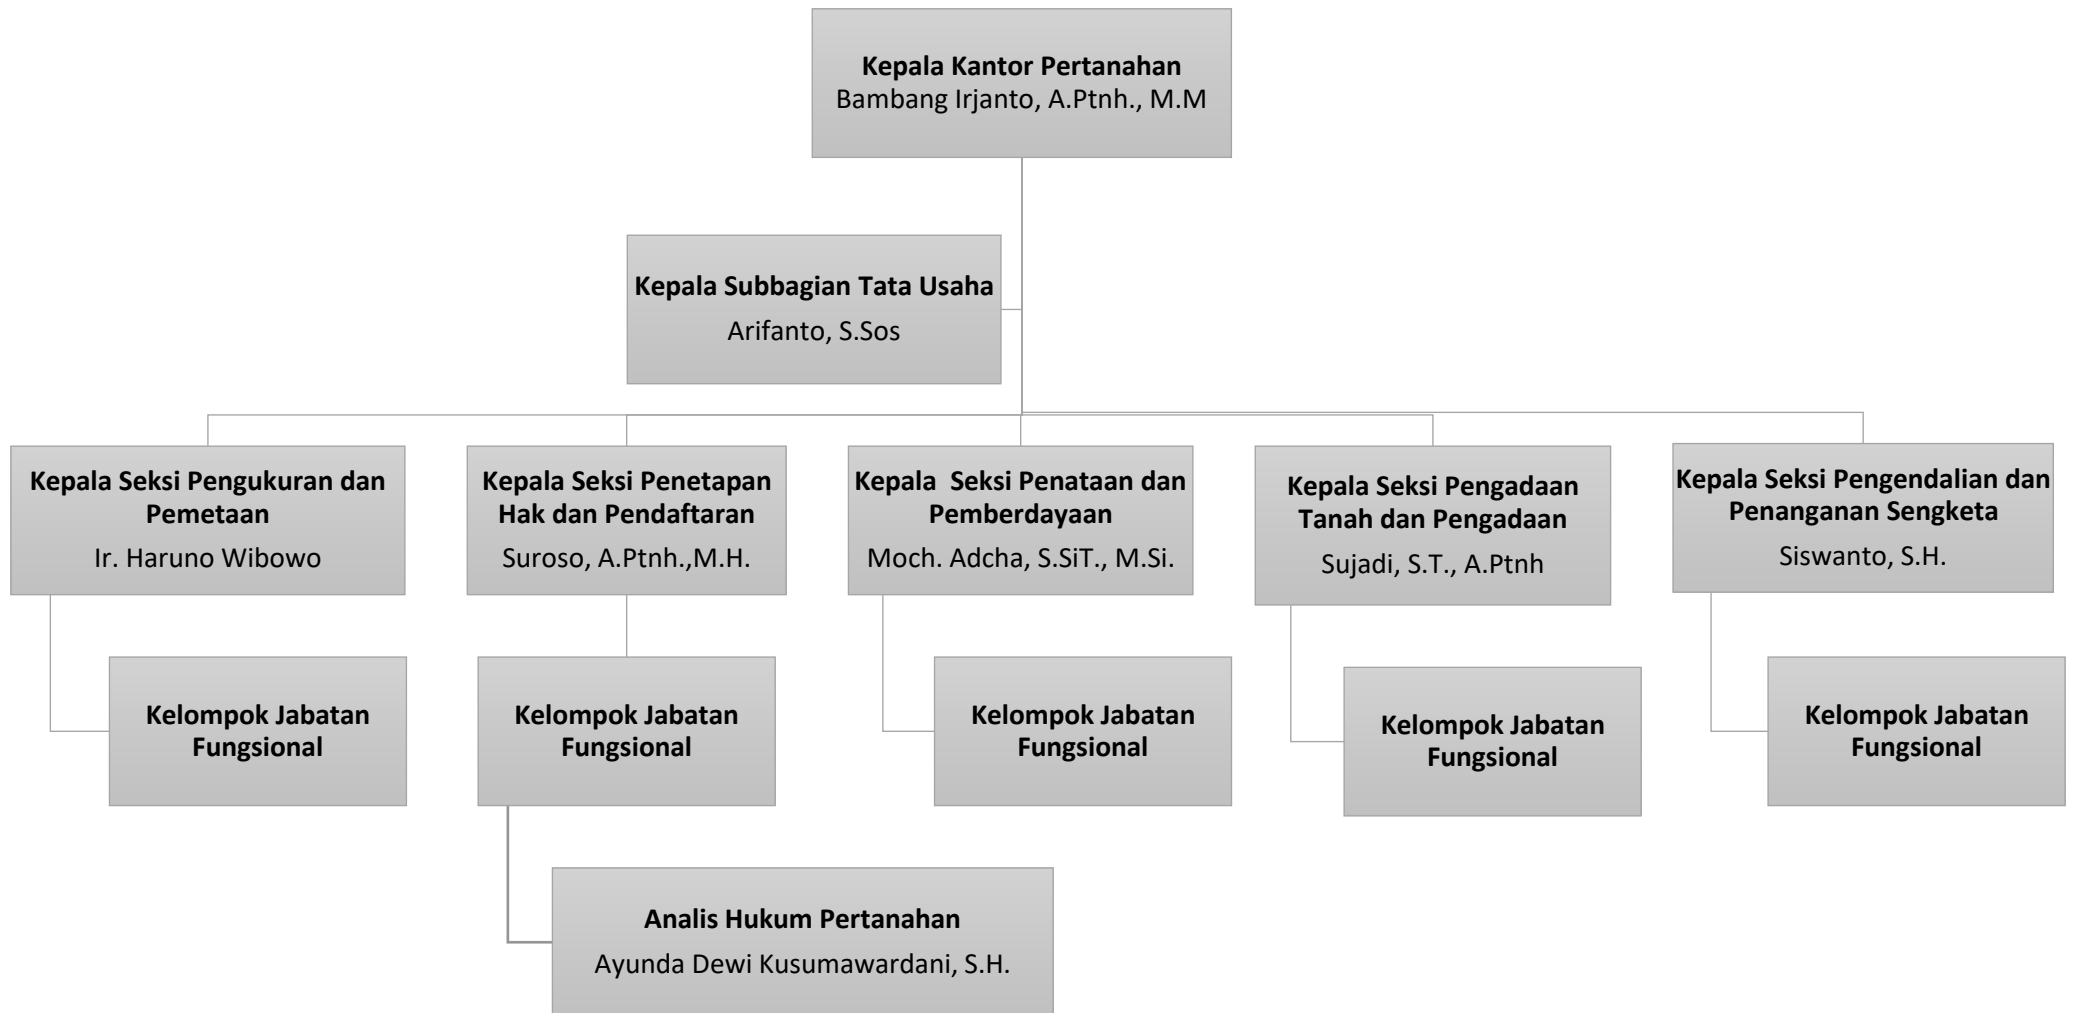 Kepala Kantor Pertanahan
Bambang Irjanto, A.Ptnh., M.M
Kepala Subbagian Tata Usaha
Arifanto, S.Sos
Kepala Seksi Pengukuran dan
Pemetaan
Ir. Haruno Wibowo
Kepala Seksi Penetapan
Hak dan Pendaftaran
Suroso, A.Ptnh.,M.H.
Kepala  Seksi Penataan dan
Pemberdayaan
Moch. Adcha, S.SiT., M.Si.
Kepala Seksi Pengadaan
Tanah dan Pengadaan
Sujadi, S.T., A.Ptnh
Kepala Seksi Pengendalian dan
Penanganan Sengketa
Siswanto, S.H.
Kelompok Jabatan
Fungsional
Kelompok Jabatan
Fungsional
Kelompok Jabatan
Fungsional
Kelompok Jabatan
Fungsional
Kelompok Jabatan
Fungsional
Analis Hukum Pertanahan
Ayunda Dewi Kusumawardani, S.H.